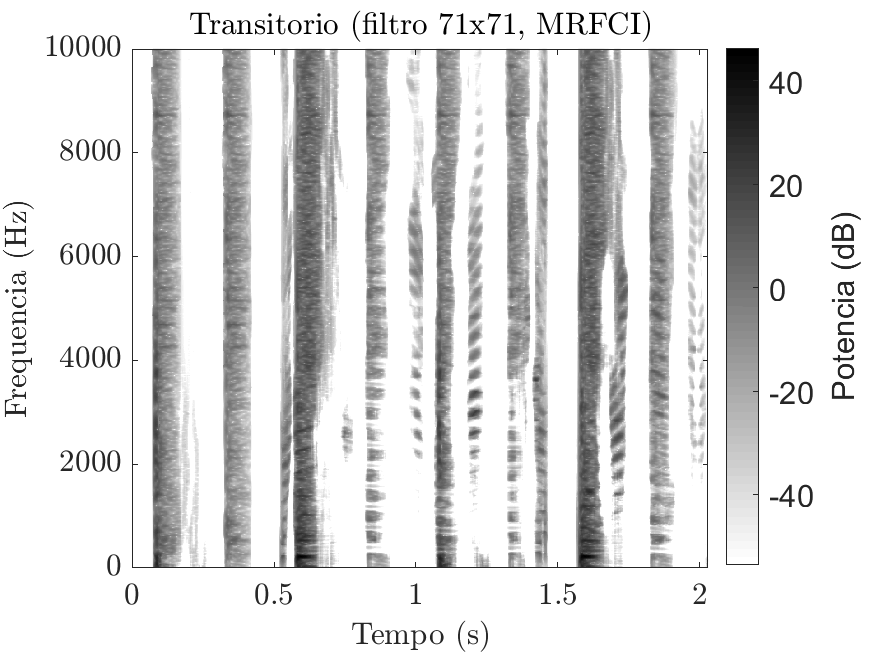 Transitorio (filtro 71x71, MRFCI)
10000
8000
6000
4000
2000
0
Frequencia (Hz)
0 0.5 1 1.5 2
Tempo (s)
40
20
0
-20
-40
Potencia (dB)